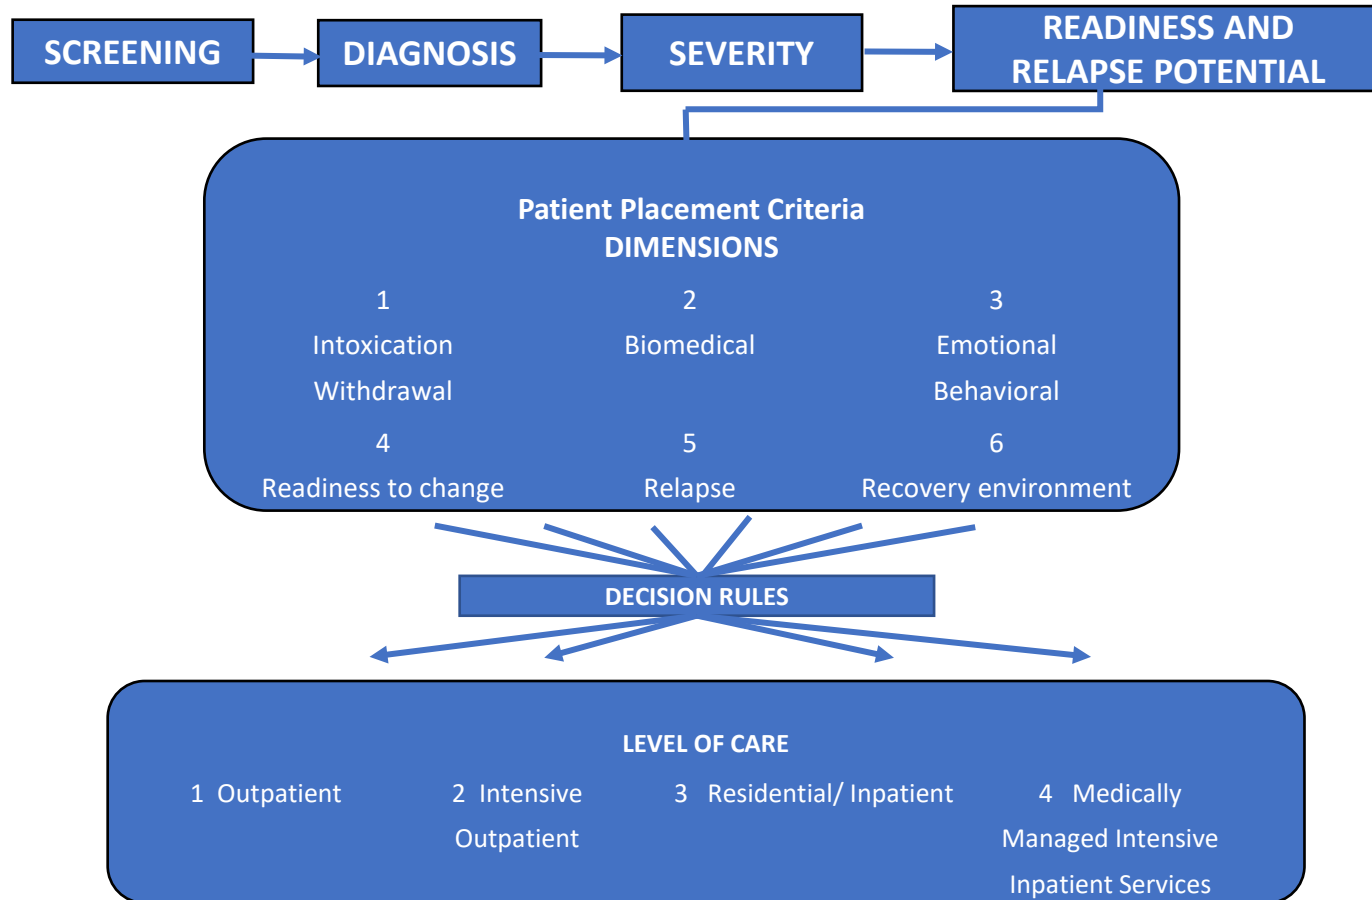 SCREENING
DIAGNOSIS
SEVERITY
READINESS AND
RELAPSE POTENTIAL
Patient Placement Criteria
DIMENSIONS
1
Intoxication
Withdrawal
2
Biomedical
3
Emotional
Behavioral
4
Readiness to change
5
Relapse
6
Recovery environment
DECISION RULES
LEVEL OF CARE
1 Outpatient
2 Intensive
Outpatient
3 Residential/ Inpatient
4 Medically
Managed Intensive
Inpatient Services